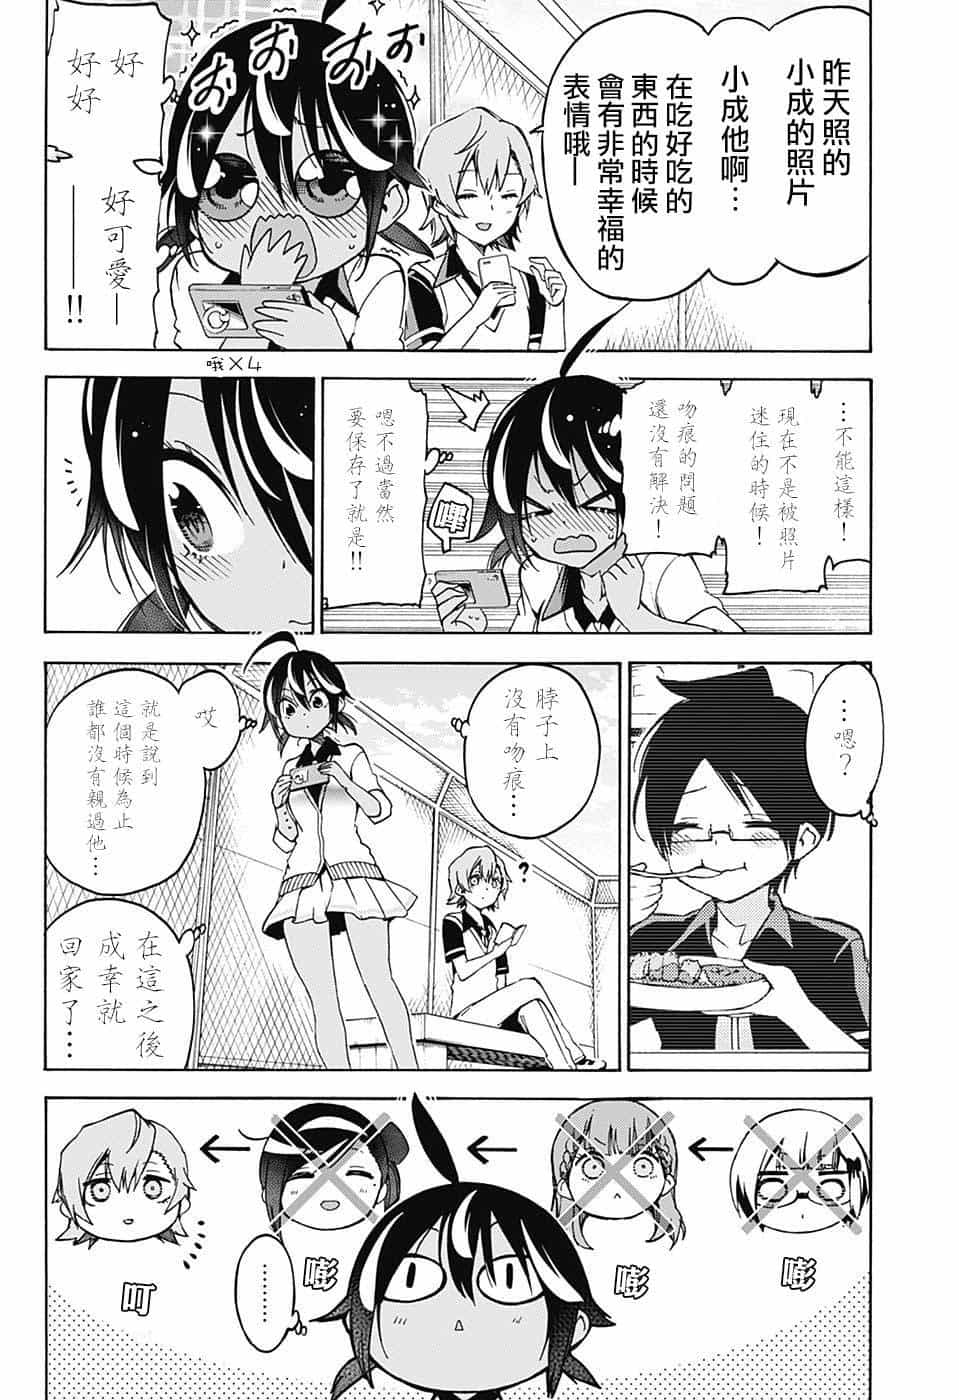 昨天照的
小成的照片
小成他啊…
在吃好吃的
東西的時候
會有非常幸福的
表情哦—
お
お
お
お
好
好好
好可愛——!!
哦×4
…不能這樣！
現在不是被照片
迷住的時候！
吻痕的問題
還沒有解決！
嗶
嗯不過當然
要保存了就是!!
…嗯？
脖子上
沒有吻痕…
?
哎
就是說到
這個時候為止
誰都沒有親過他…
在這之後
成幸就
回家了…
嘭
嘭
嘭
叮
………